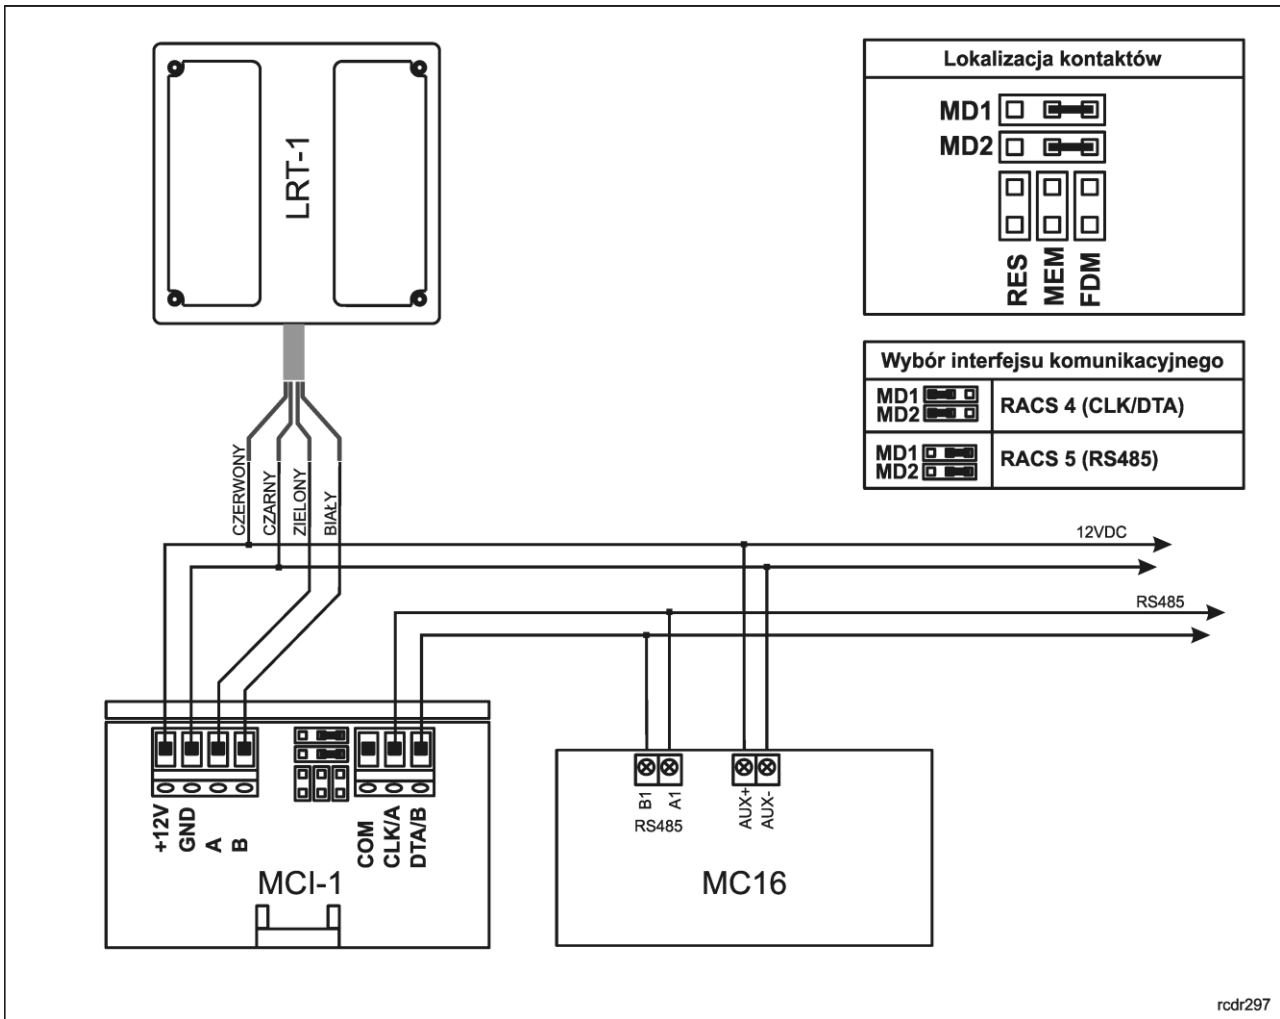 LRT-1
Lokalizacja kontaktów
MD1
MD2
RES
MEM
FDM
Wybór interfejsu komunikacyjnego
MD1
MD2
RACS 4 (CLK/DTA)
MD1
MD2
RACS 5 (RS485)
CZERWONY
CZARNY
ZIELONY
BIAŁY
12VDC
RS485
+12V
GND
A
B
COM
CLK/A
DTA/B
MCI-1
B1
A1
RS485
AUX+
AUX-
MC16
rcdr297